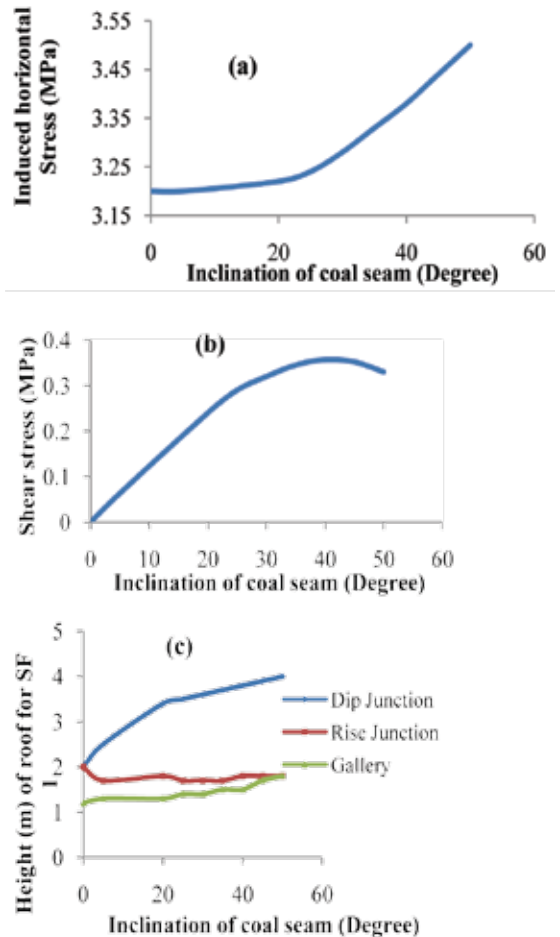 (a)
Induced horizontal
Stress (MPa)
3.55
3.45
3.35
3.25
3.15
0 20 40 60
Inclination of coal seam (Degree)
(b)
Shear stress (MPa)
0.4
0.3
0.2
0.1
0
0 10 20 30 40 50 60
Inclination of coal seam (Degree)
(c)
Height (m) of roof for SF
1
5
4
3
2
1
0
Dip Junction
Rise Junction
Gallery
0 20 40 60
Inclination of coal seam (Degree)